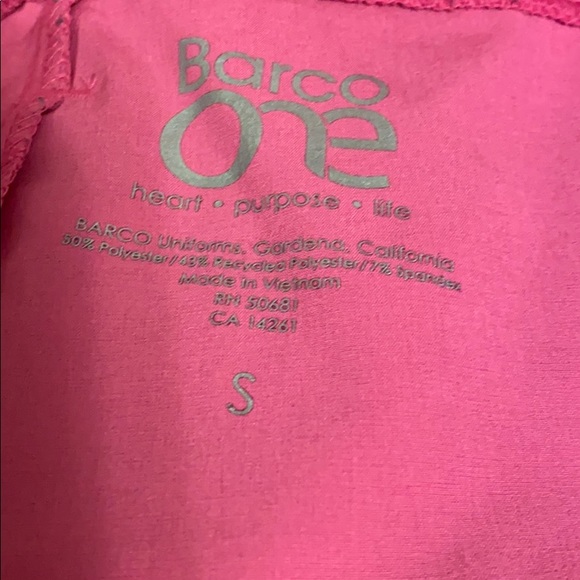 Barco
One
heart • purpose • life
BARCO Uniforms, Gardena, California
50% Polyester/43% Recycled Polyester/7% Spandex
Made in Vietnam
RN 50681
CA 14261
S